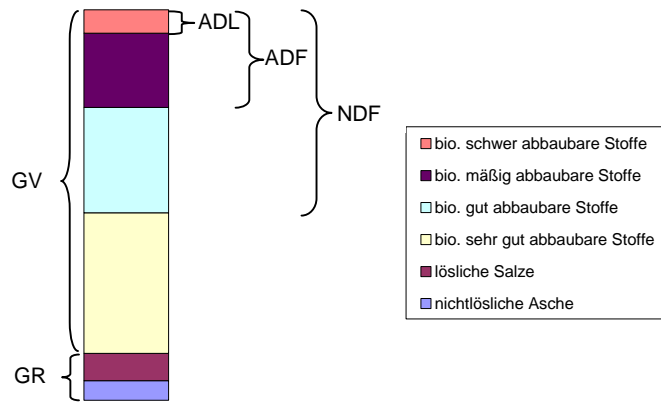 ADL
ADF
NDF
GV
GR
bio. schwer abbaubare Stoffe
bio. mäßig abbaubare Stoffe
bio. gut abbaubare Stoffe
bio. sehr gut abbaubare Stoffe
lösliche Salze
nichtlösliche Asche